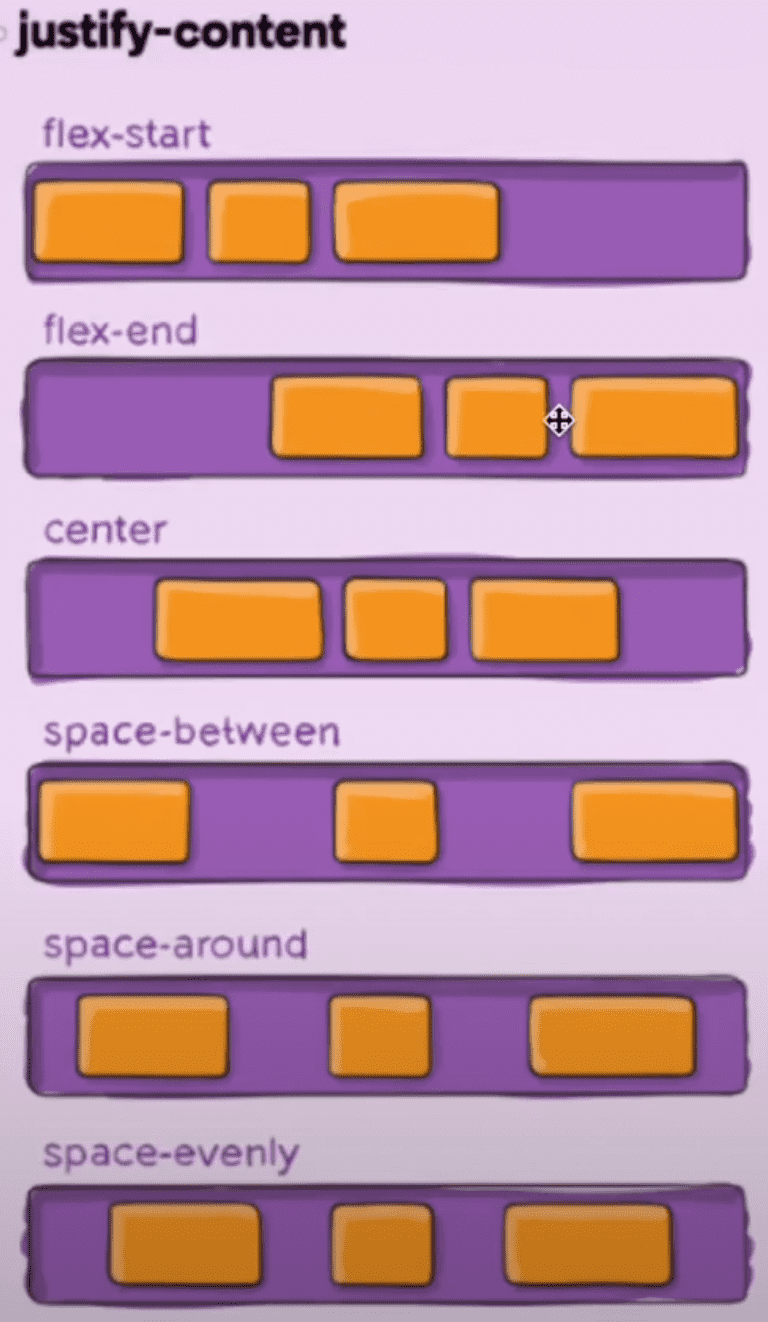 justify-content
flex-start
flex-end
center
space-between
space-around
space-evenly